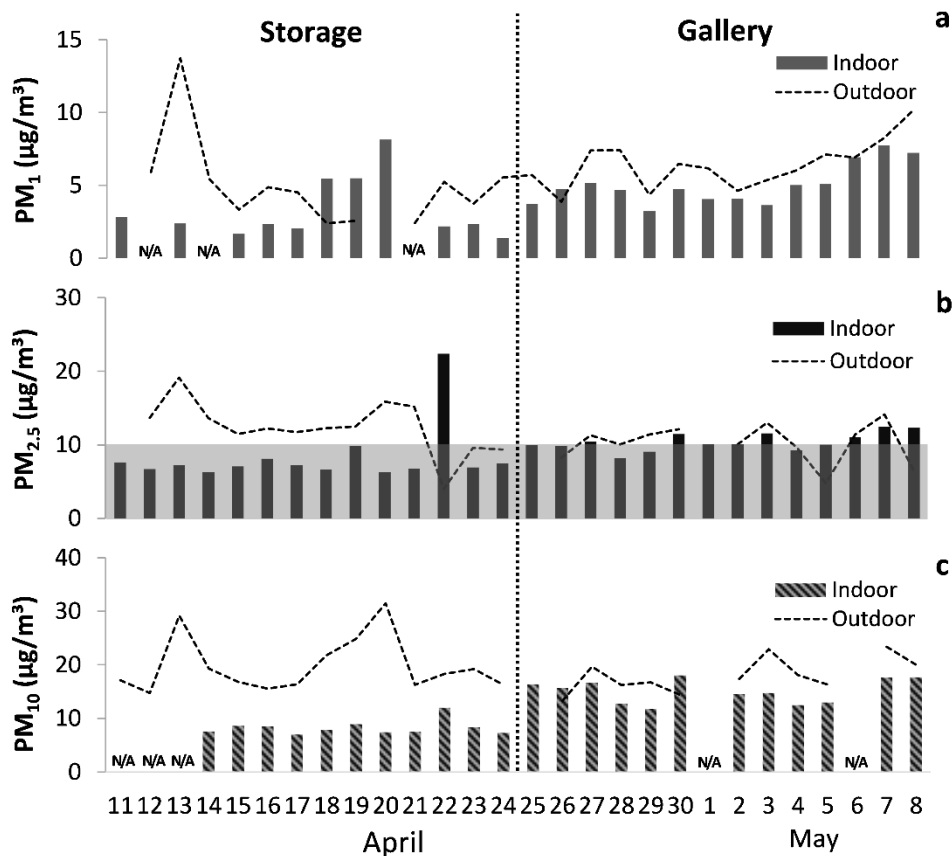 a
Storage Gallery
PM₁ (µg/m³)
15
10
5
0
Indoor
Outdoor
N/A N/A N/A
b
PM₂.₅ (µg/m³)
30
20
10
0
Indoor
Outdoor
c
PM₁₀ (µg/m³)
40
30
20
10
0
Indoor
Outdoor
N/A N/A N/A N/A N/A
11 12 13 14 15 16 17 18 19 20 21 22 23 24 25 26 27 28 29 30 1 2 3 4 5 6 7 8
April May